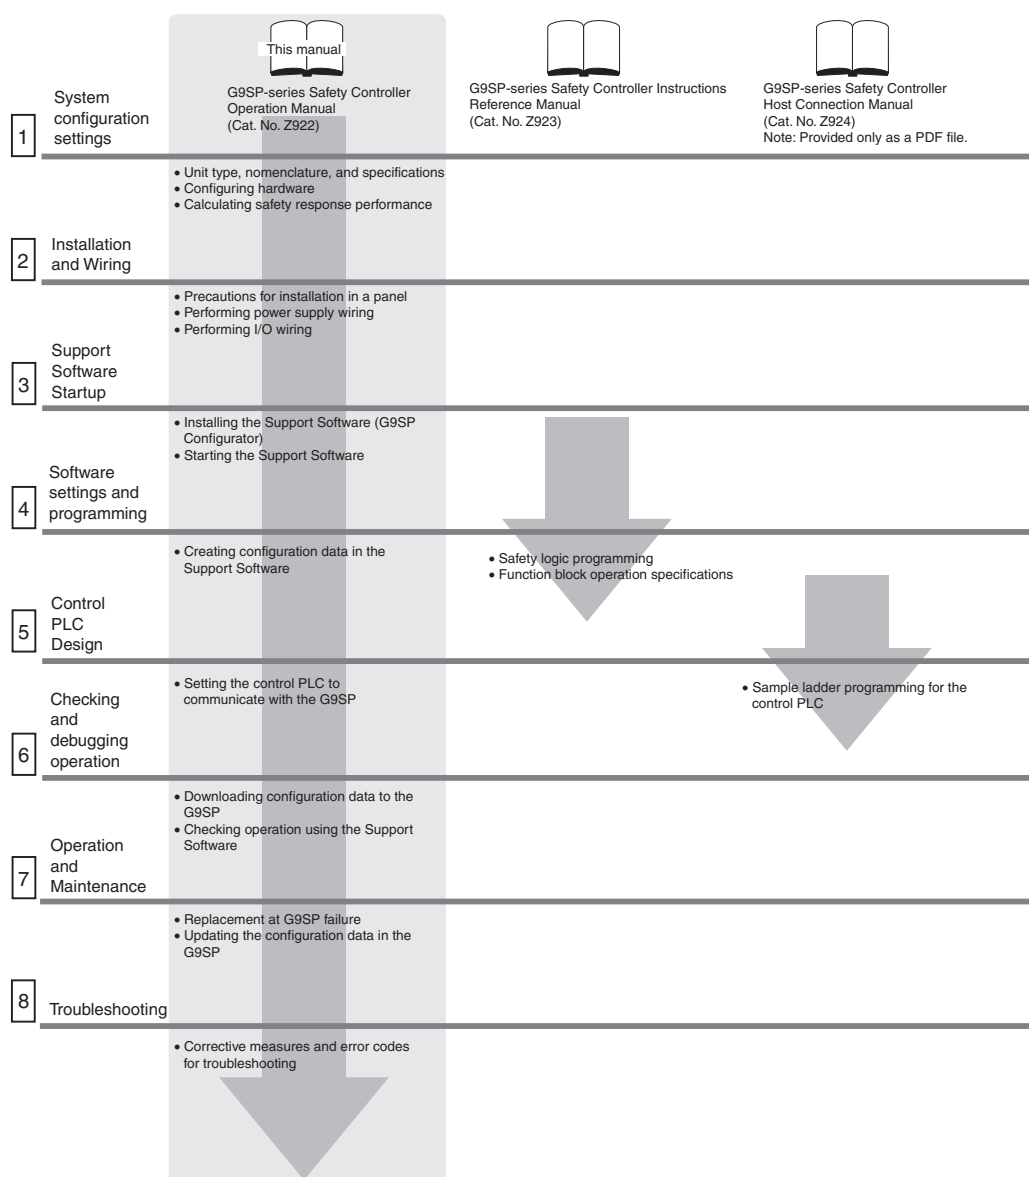 This manual
G9SP-series Safety Controller
Operation Manual
(Cat. No. Z922)
G9SP-series Safety Controller Instructions
Reference Manual
(Cat. No. Z923)
G9SP-series Safety Controller
Host Connection Manual
(Cat. No. Z924)
Note: Provided only as a PDF file.
1
System
configuration
settings
• Unit type, nomenclature, and specifications
• Configuring hardware
• Calculating safety response performance
2
Installation
and Wiring
• Precautions for installation in a panel
• Performing power supply wiring
• Performing I/O wiring
3
Support
Software
Startup
• Installing the Support Software (G9SP
Configurator)
• Starting the Support Software
4
Software
settings and
programming
• Creating configuration data in the
Support Software
• Safety logic programming
• Function block operation specifications
5
Control
PLC
Design
• Setting the control PLC to
communicate with the G9SP
• Sample ladder programming for the
control PLC
6
Checking
and
debugging
operation
• Downloading configuration data to the
G9SP
• Checking operation using the Support
Software
7
Operation
and
Maintenance
• Replacement at G9SP failure
• Updating the configuration data in the
G9SP
8
Troubleshooting
• Corrective measures and error codes
for troubleshooting